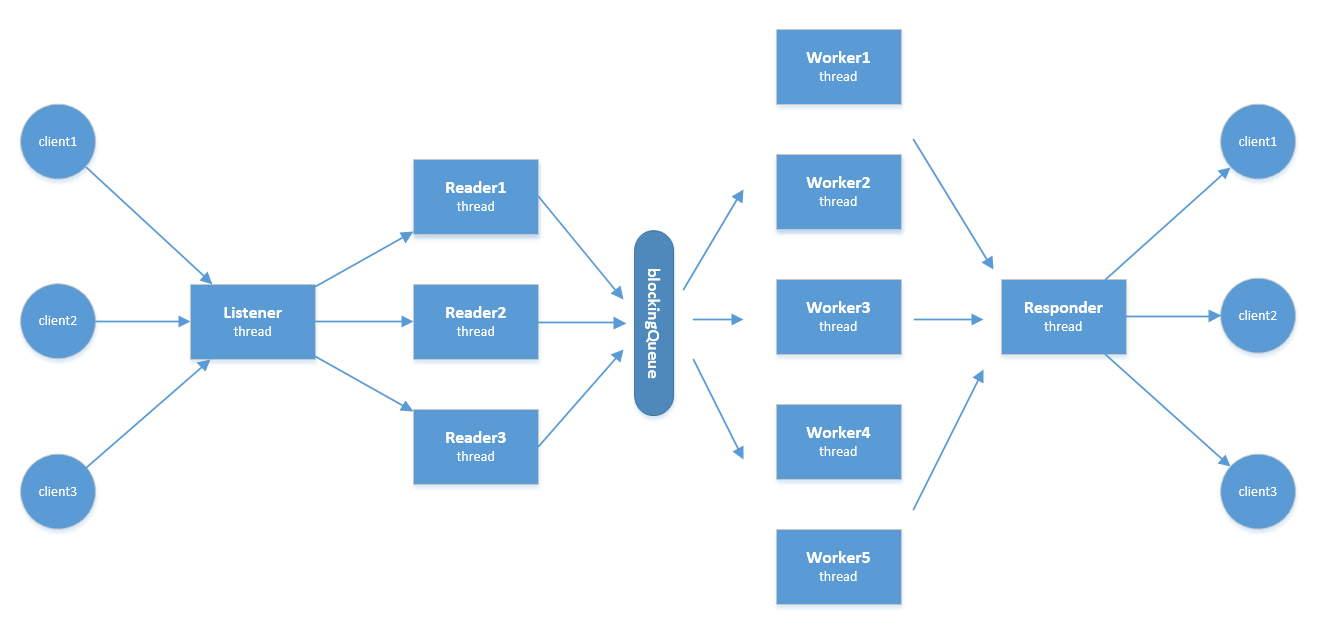 client1
client2
client3
Listener
thread
Reader1
thread
Reader2
thread
Reader3
thread
blockingQueue
Worker1
thread
Worker2
thread
Worker3
thread
Worker4
thread
Worker5
thread
Responder
thread
client1
client2
client3